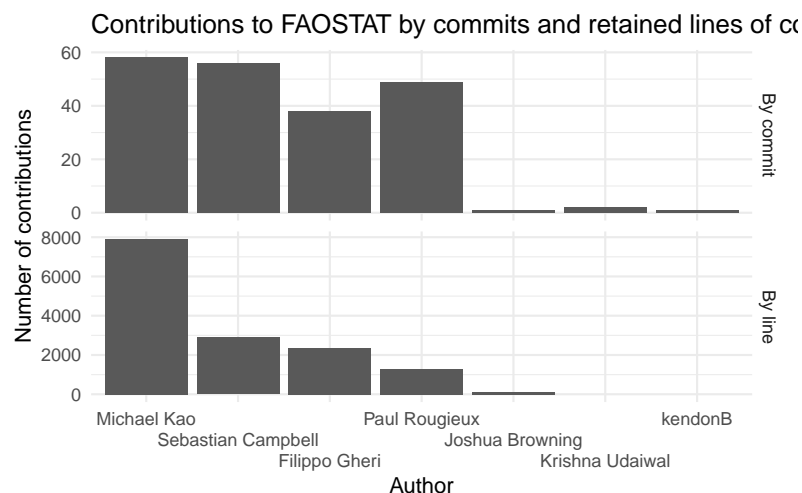 Contributions to FAOSTAT by commits and retained lines of co
60
40
20
0
By commit
Number of contributions
8000
6000
4000
2000
0
By line
Michael Kao
Paul Rougieux
kendonB
Sebastian Campbell
Joshua Browning
Filippo Gheri
Krishna Udaiwal
Author